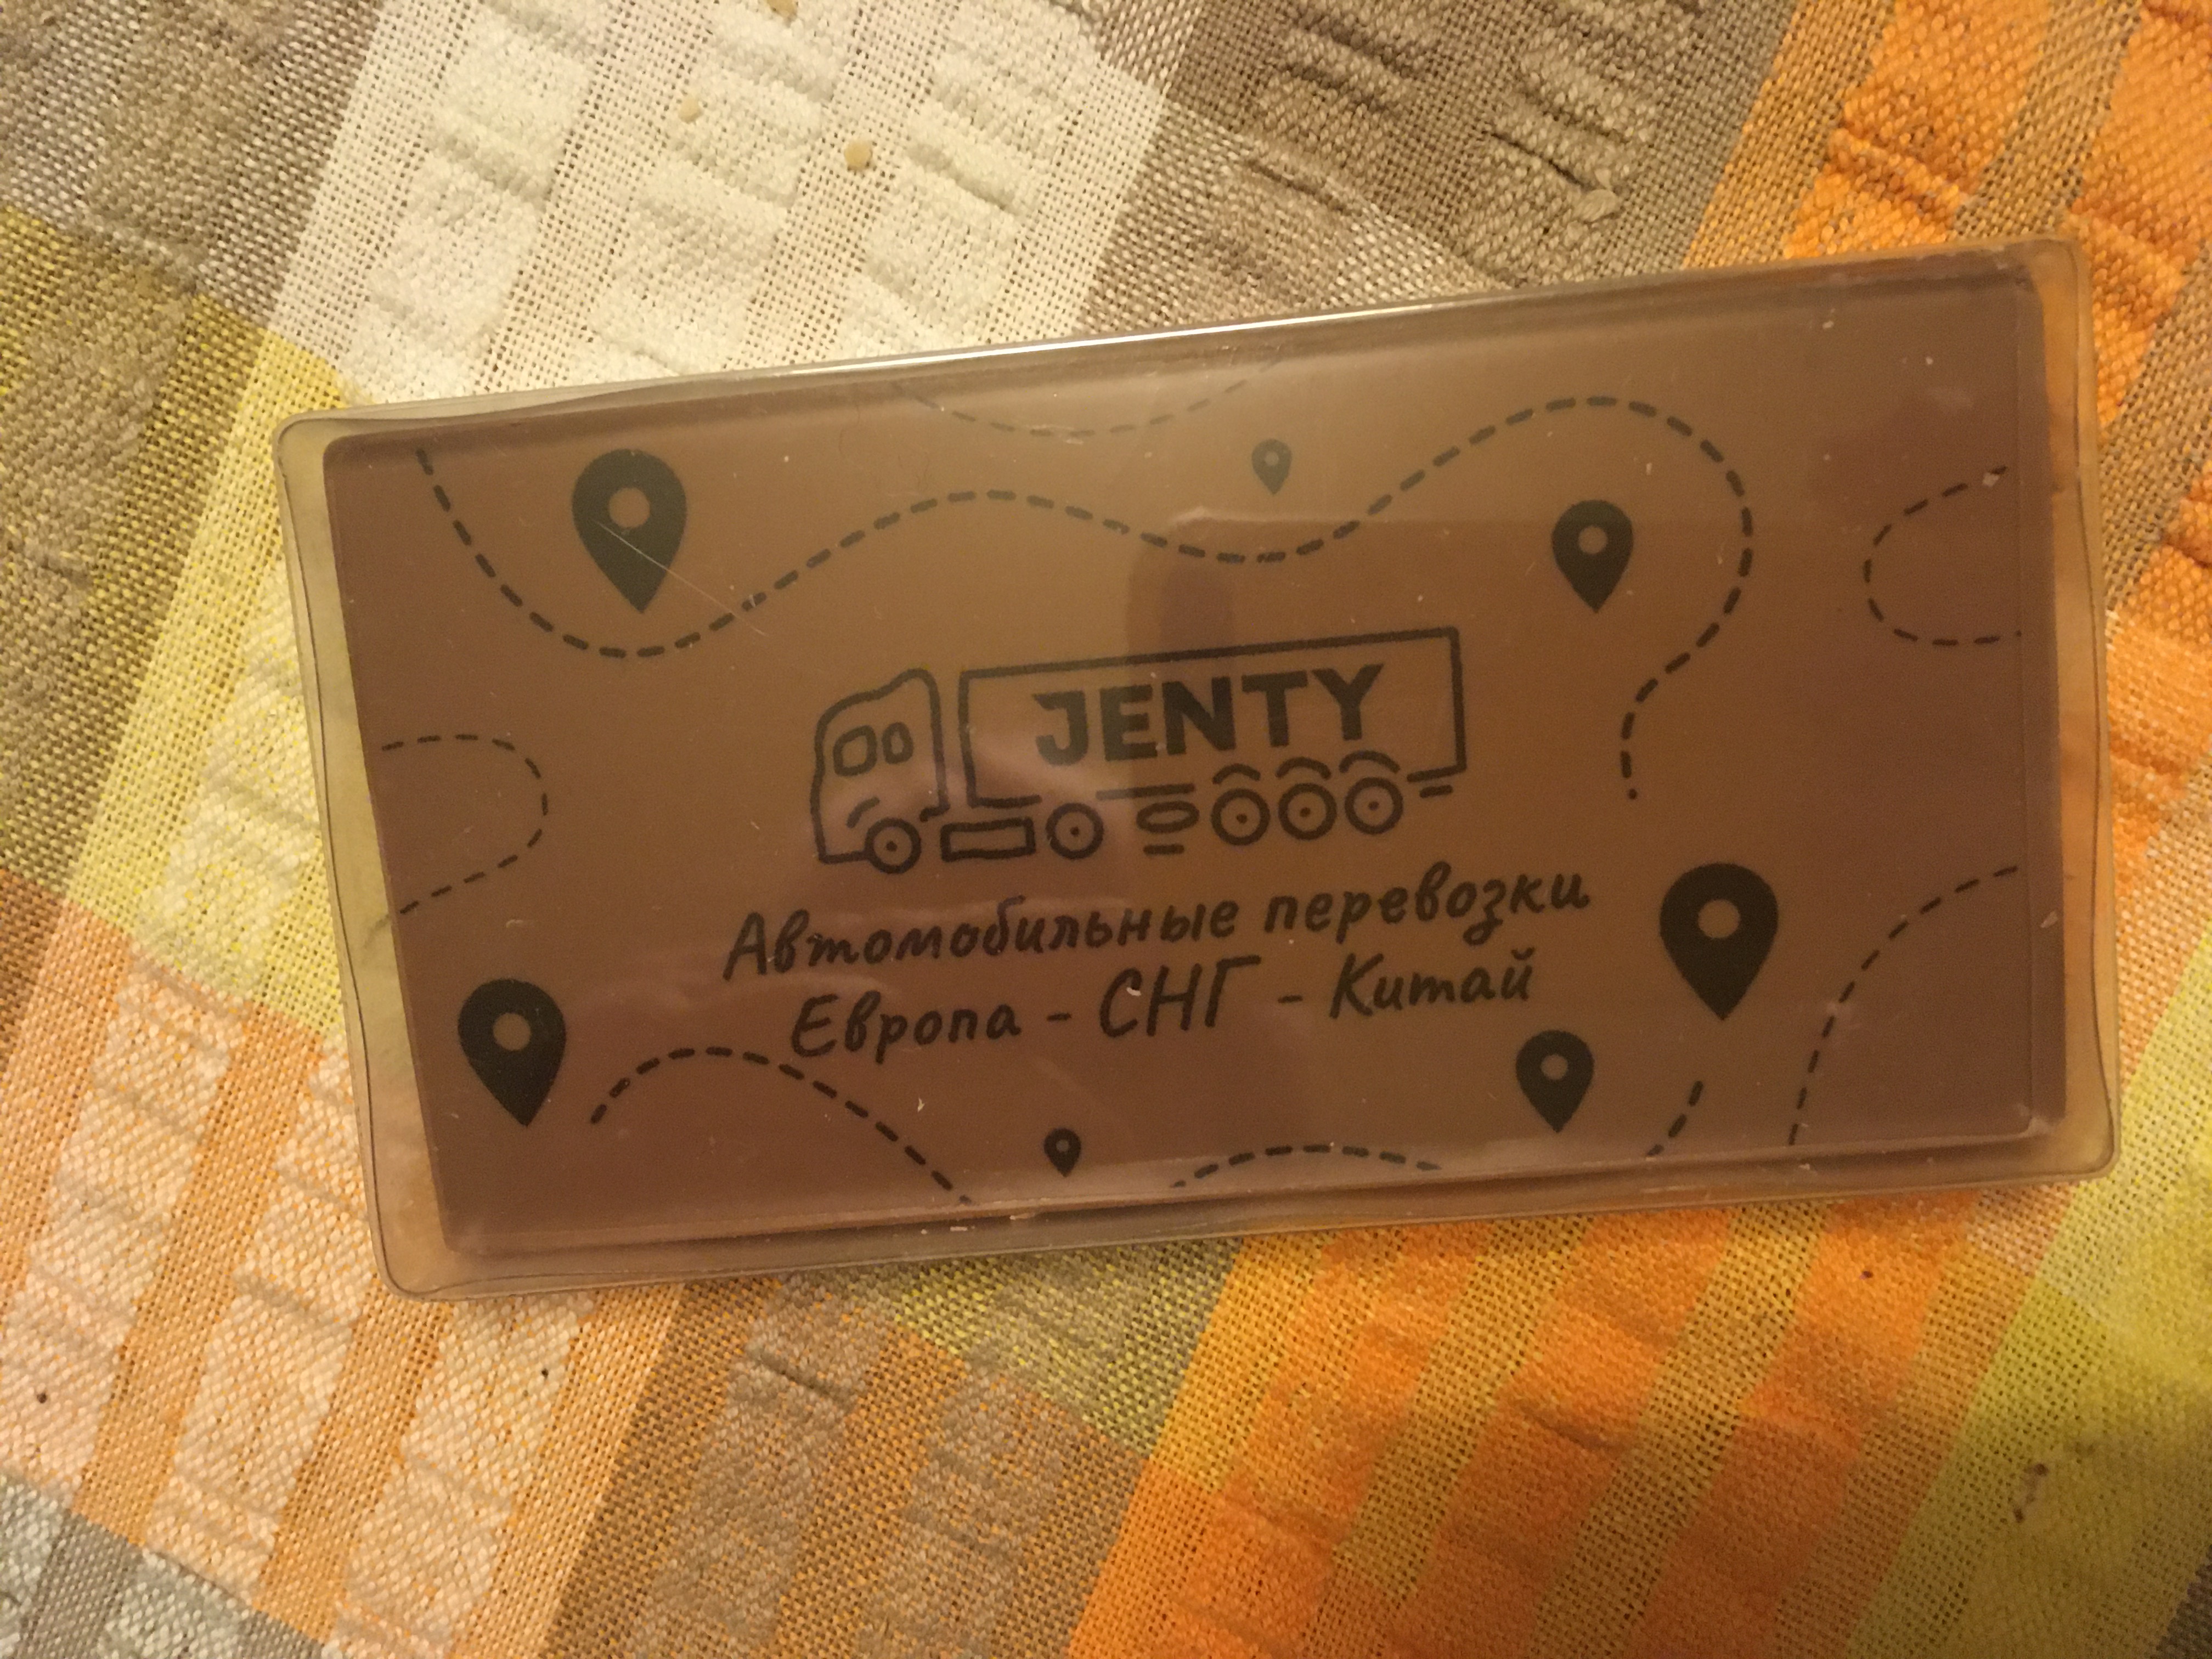 JENTY
Автомобильные перевозки
Европа - СНГ - Китай